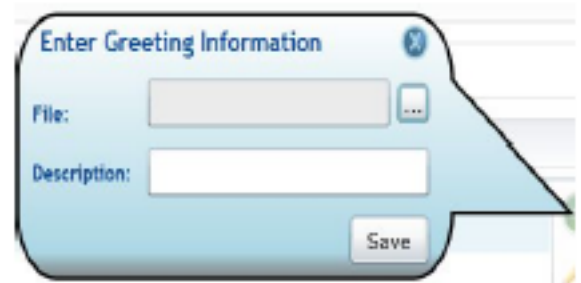 Enter Greeting Information
File:
...
Description:
Save